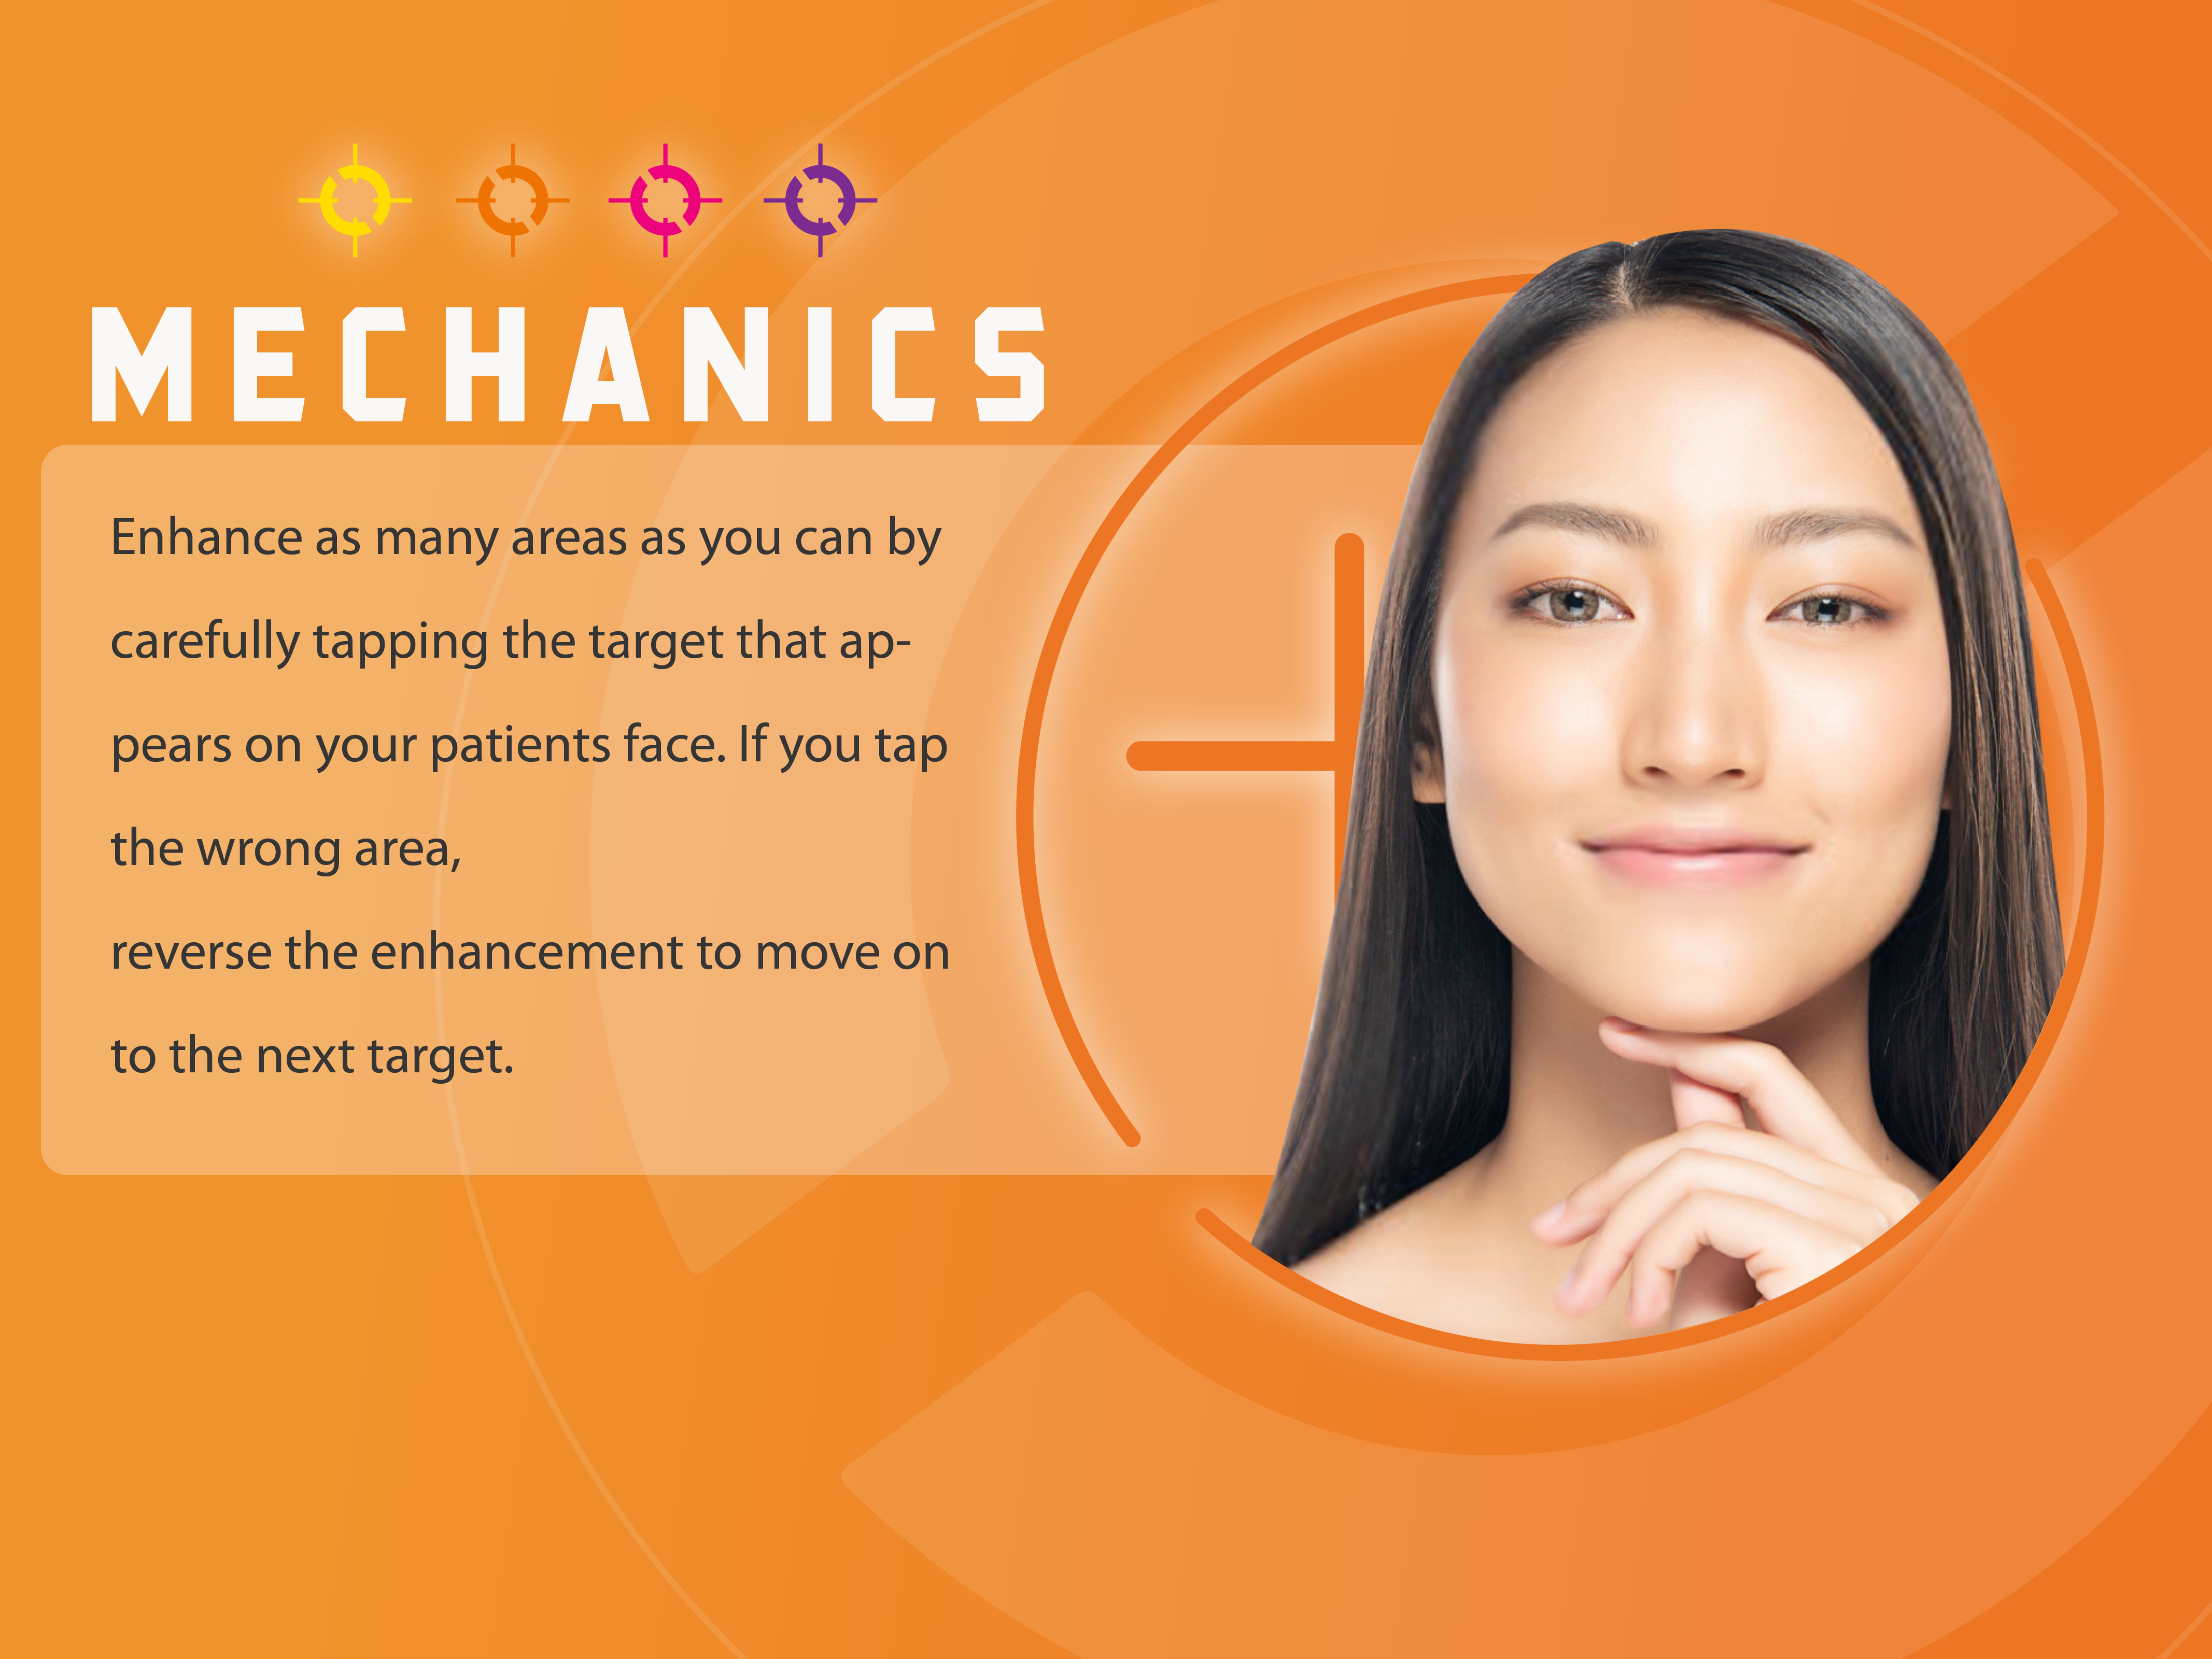 MECHANICS
Enhance as many areas as you can by
carefully tapping the target that ap-
pears on your patients face. If you tap
the wrong area,
reverse the enhancement to move on
to the next target.